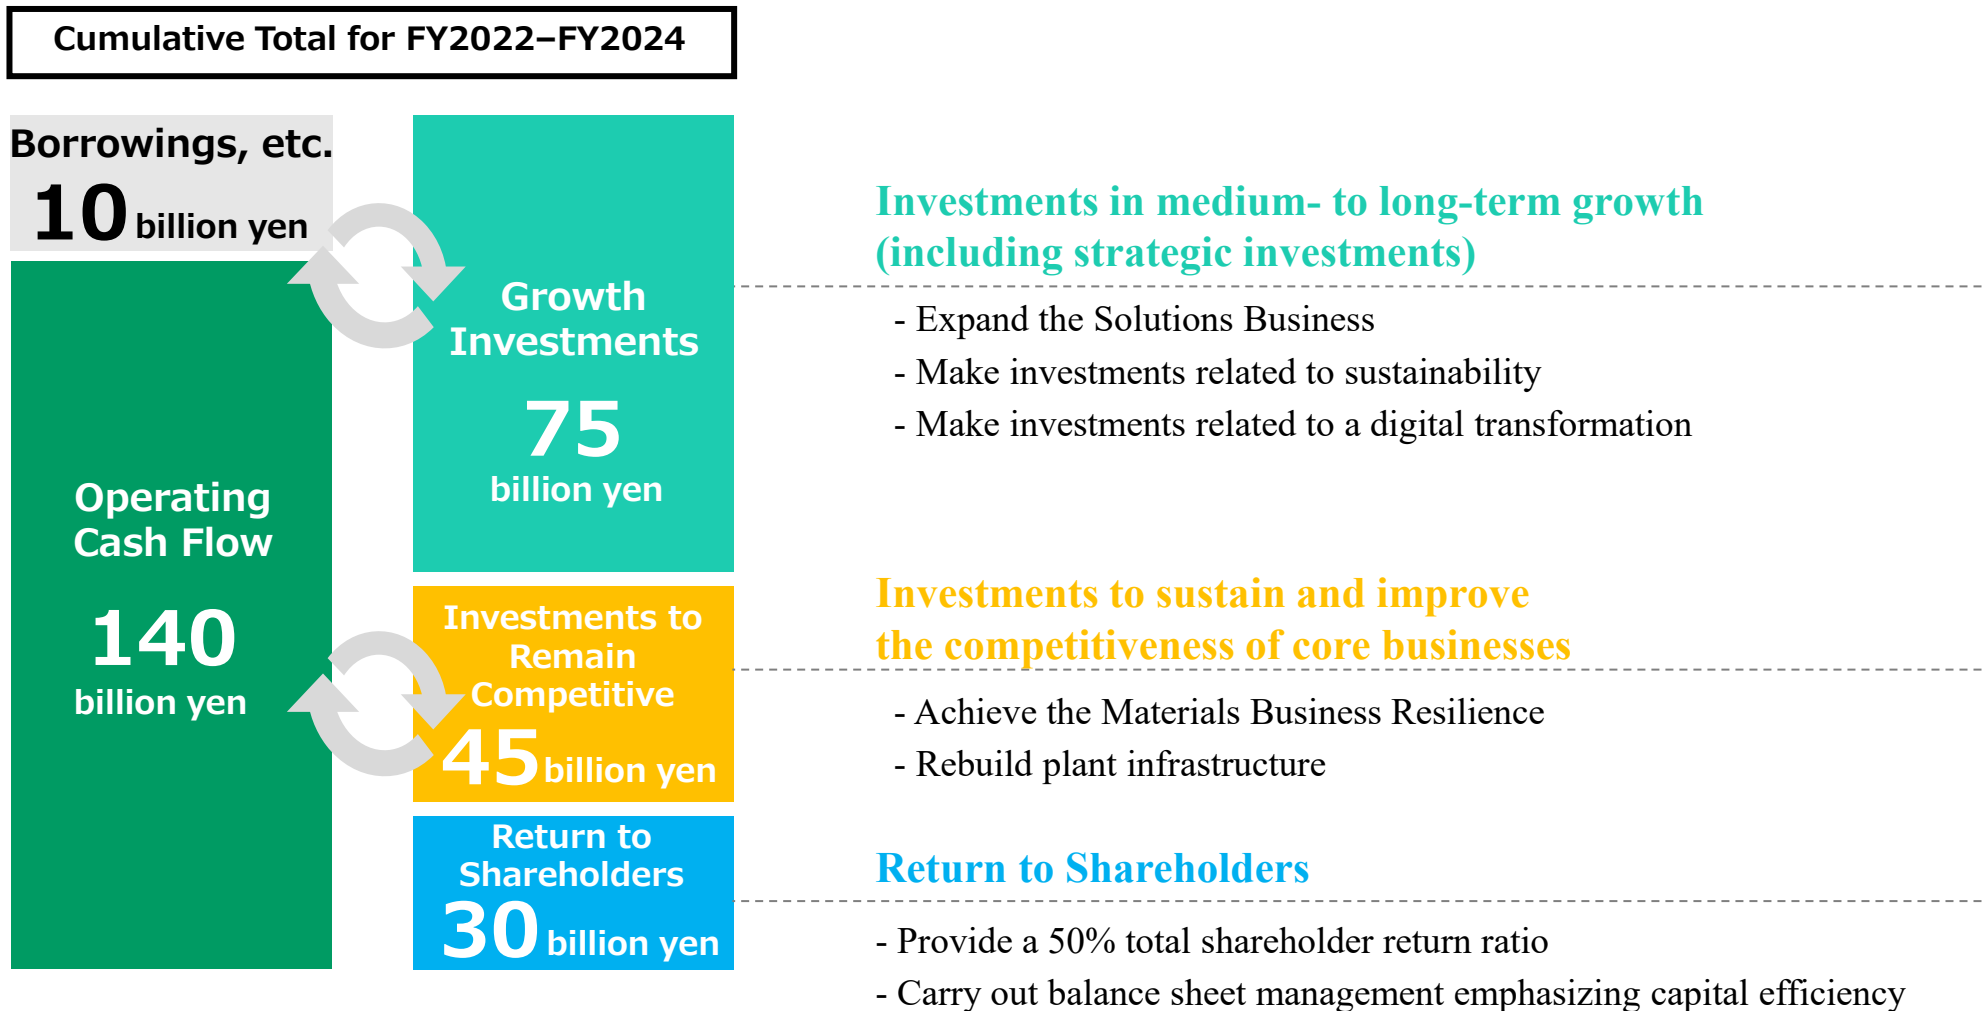 Cumulative Total for FY2022–FY2024
Borrowings, etc.
10 billion yen
Operating
Cash Flow
140
billion yen
Growth
Investments
75
billion yen
Investments to
Remain
Competitive
45 billion yen
Return to
Shareholders
30 billion yen
Investments in medium- to long-term growth
(including strategic investments)
- Expand the Solutions Business
- Make investments related to sustainability
- Make investments related to a digital transformation
Investments to sustain and improve
the competitiveness of core businesses
- Achieve the Materials Business Resilience
- Rebuild plant infrastructure
Return to Shareholders
- Provide a 50% total shareholder return ratio
- Carry out balance sheet management emphasizing capital efficiency